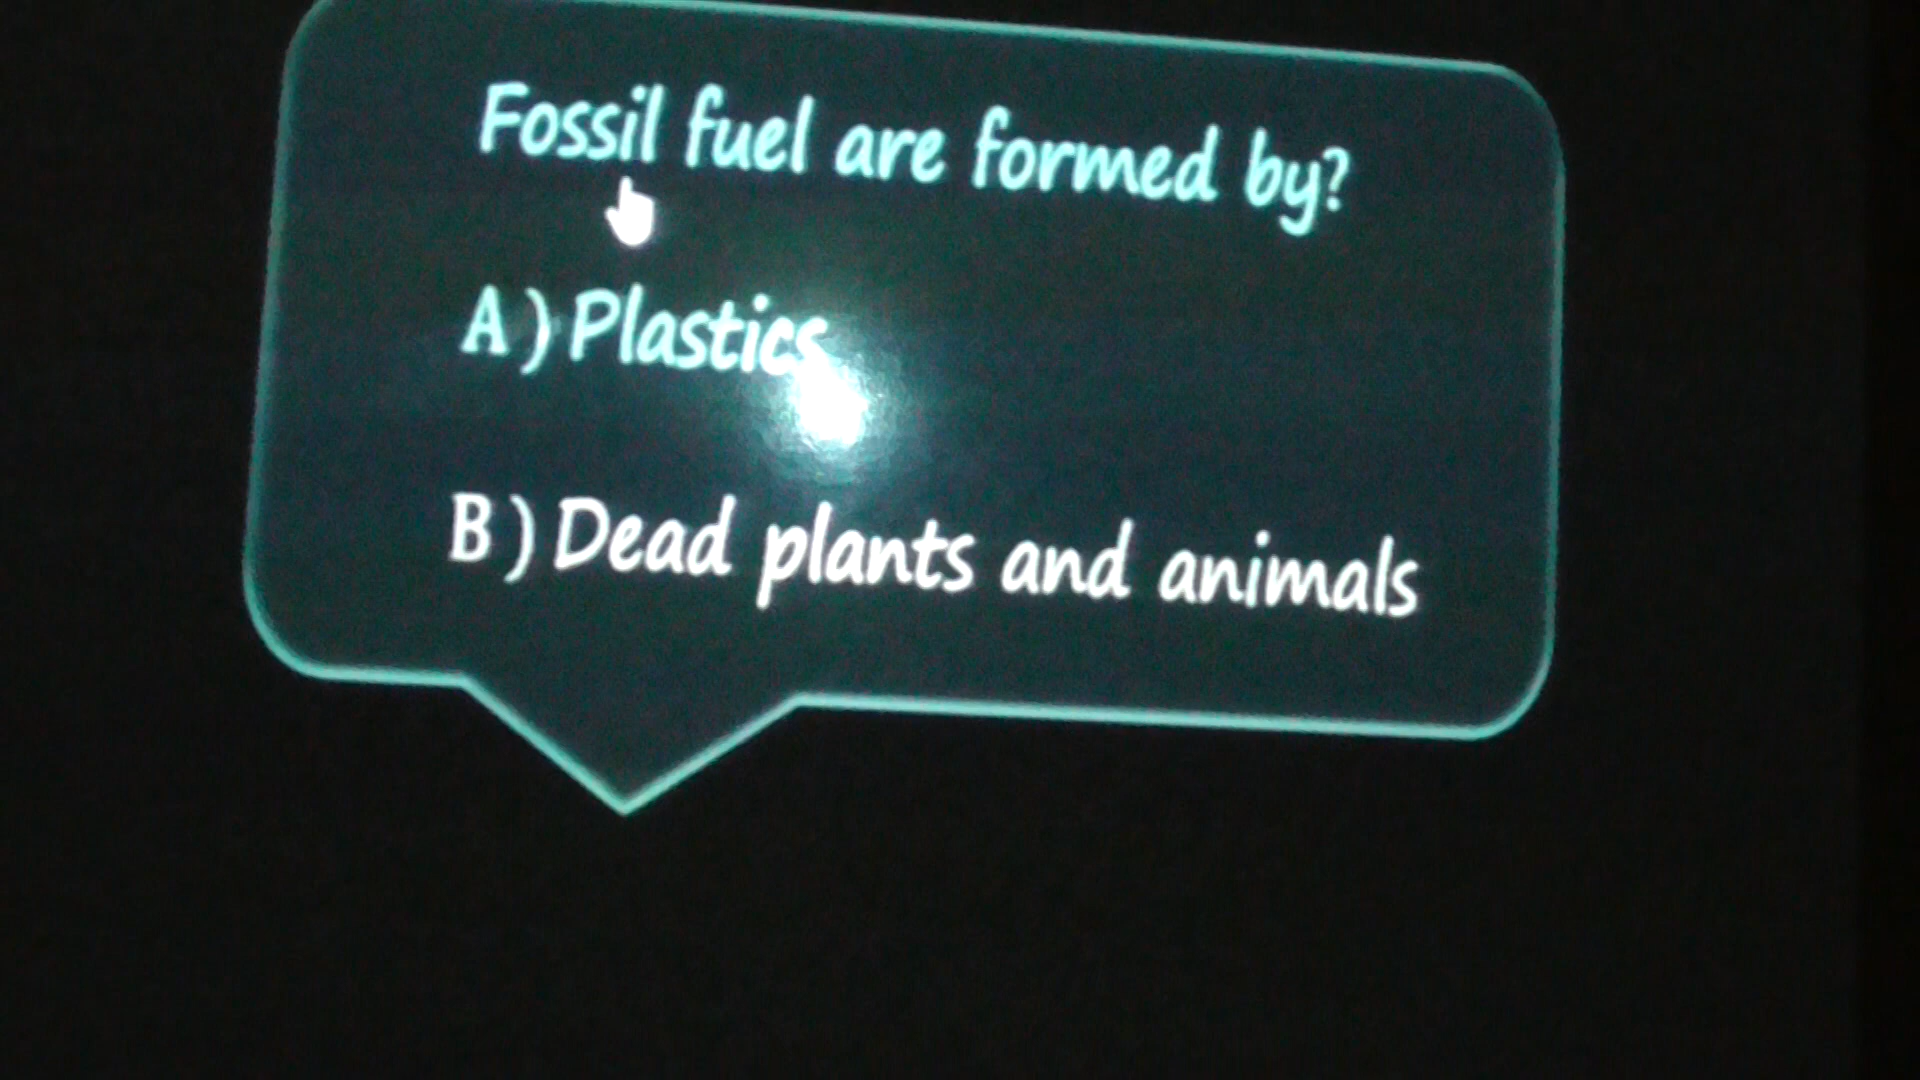 Fossil fuel are formed by?
A) Plastics
B) Dead plants and animals